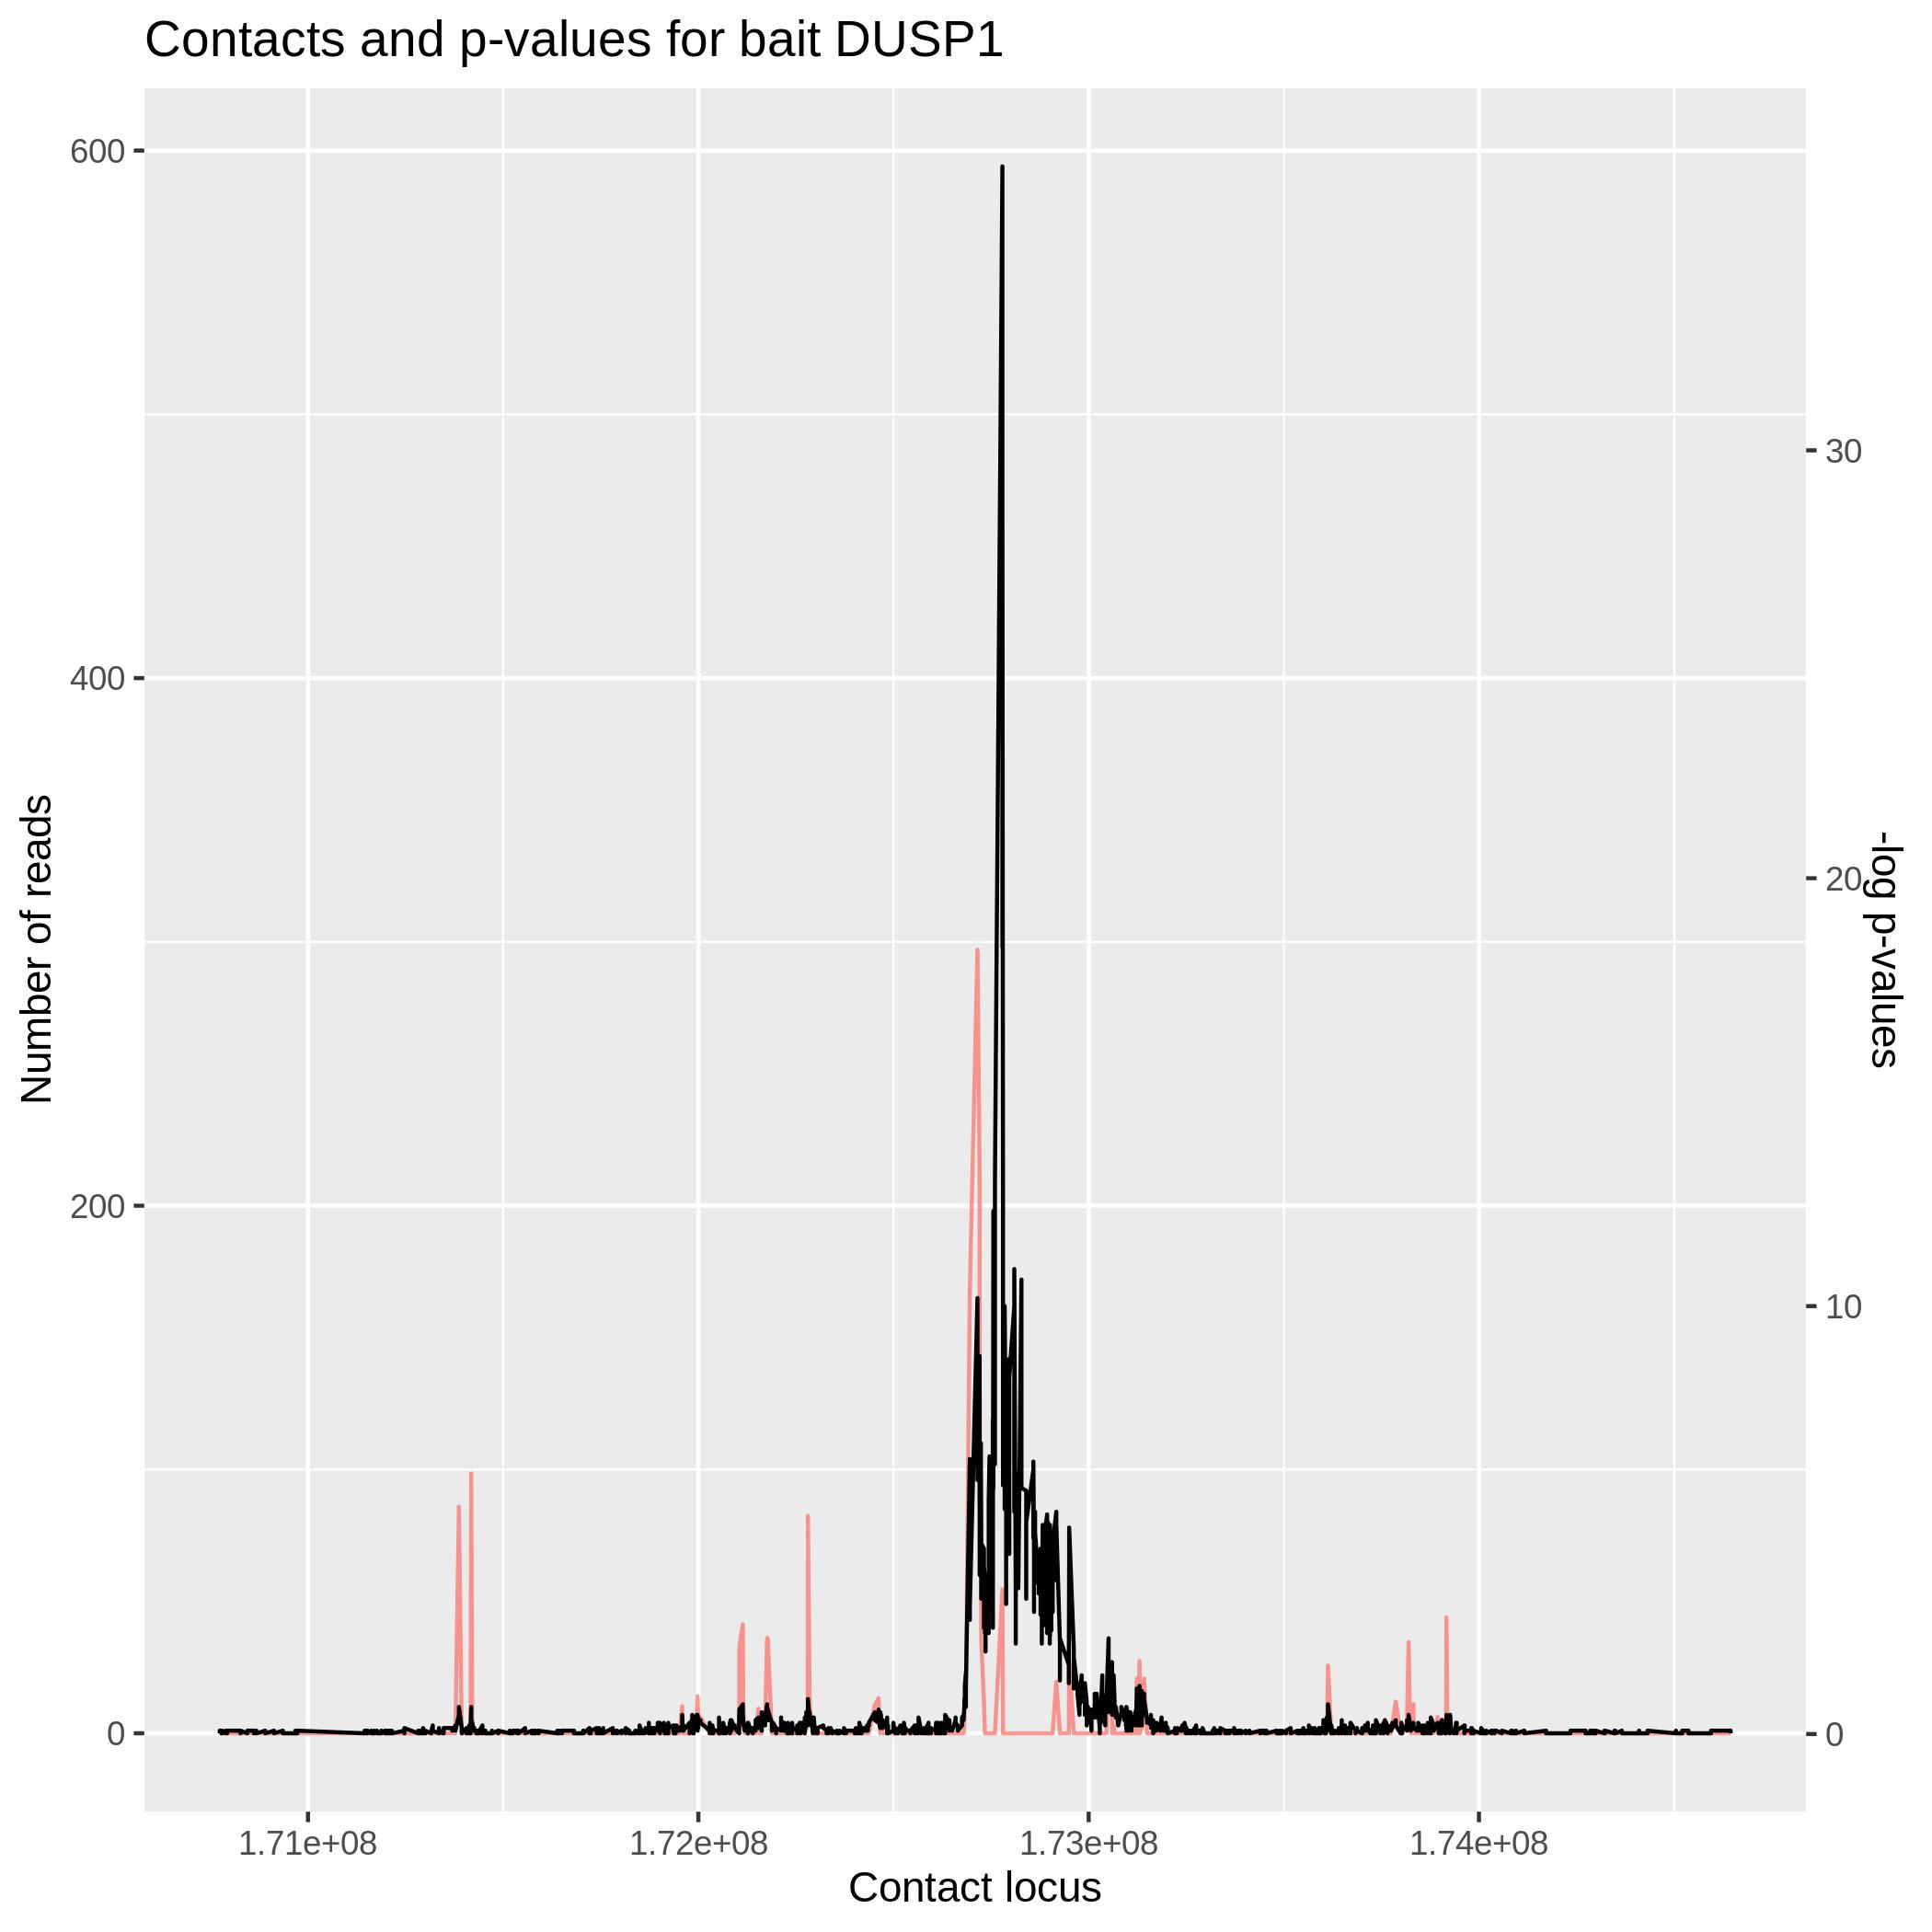 Contacts and p-values for bait DUSP1
600
400
200
0
Number of reads
30
20
10
0
-log p-values
1.71e+08 1.72e+08 1.73e+08 1.74e+08
Contact locus